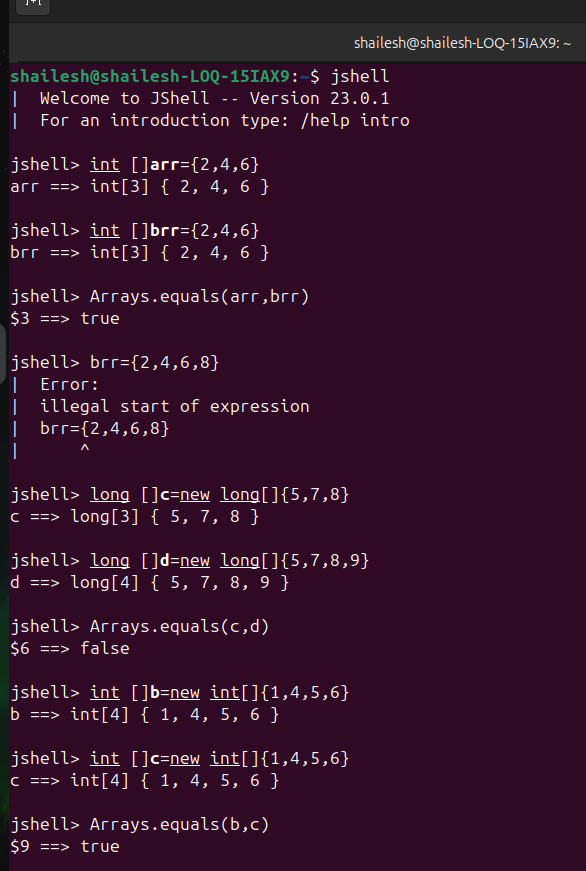 shailesh@shailesh-LOQ-15IAX9: ~
shailesh@shailesh-LOQ-15IAX9:~$ jshell
|  Welcome to JShell -- Version 23.0.1
|  For an introduction type: /help intro
jshell> int []arr={2,4,6}
arr ==> int[3] { 2, 4, 6 }
jshell> int []brr={2,4,6}
brr ==> int[3] { 2, 4, 6 }
jshell> Arrays.equals(arr,brr)
$3 ==> true
jshell> brr={2,4,6,8}
|  Error:
|  illegal start of expression
|  brr={2,4,6,8}
|      ^
jshell> long []c=new long[]{5,7,8}
c ==> long[3] { 5, 7, 8 }
jshell> long []d=new long[]{5,7,8,9}
d ==> long[4] { 5, 7, 8, 9 }
jshell> Arrays.equals(c,d)
$6 ==> false
jshell> int []b=new int[]{1,4,5,6}
b ==> int[4] { 1, 4, 5, 6 }
jshell> int []c=new int[]{1,4,5,6}
c ==> int[4] { 1, 4, 5, 6 }
jshell> Arrays.equals(b,c)
$9 ==> true